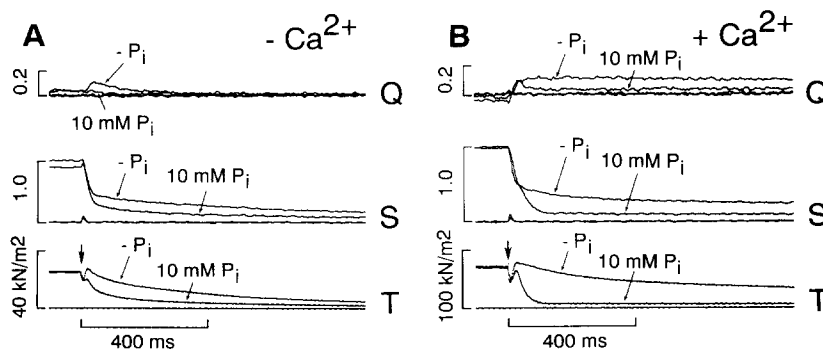 A
- Ca2+
- Pi
0.2
10 mM Pi
Q
- Pi
10 mM Pi
1.0
S
- Pi
10 mM Pi
40 kN/m2
T
400 ms
B
+ Ca2+
- Pi
10 mM Pi
0.2
Q
- Pi
10 mM Pi
1.0
S
- Pi
10 mM Pi
100 kN/m2
T
400 ms